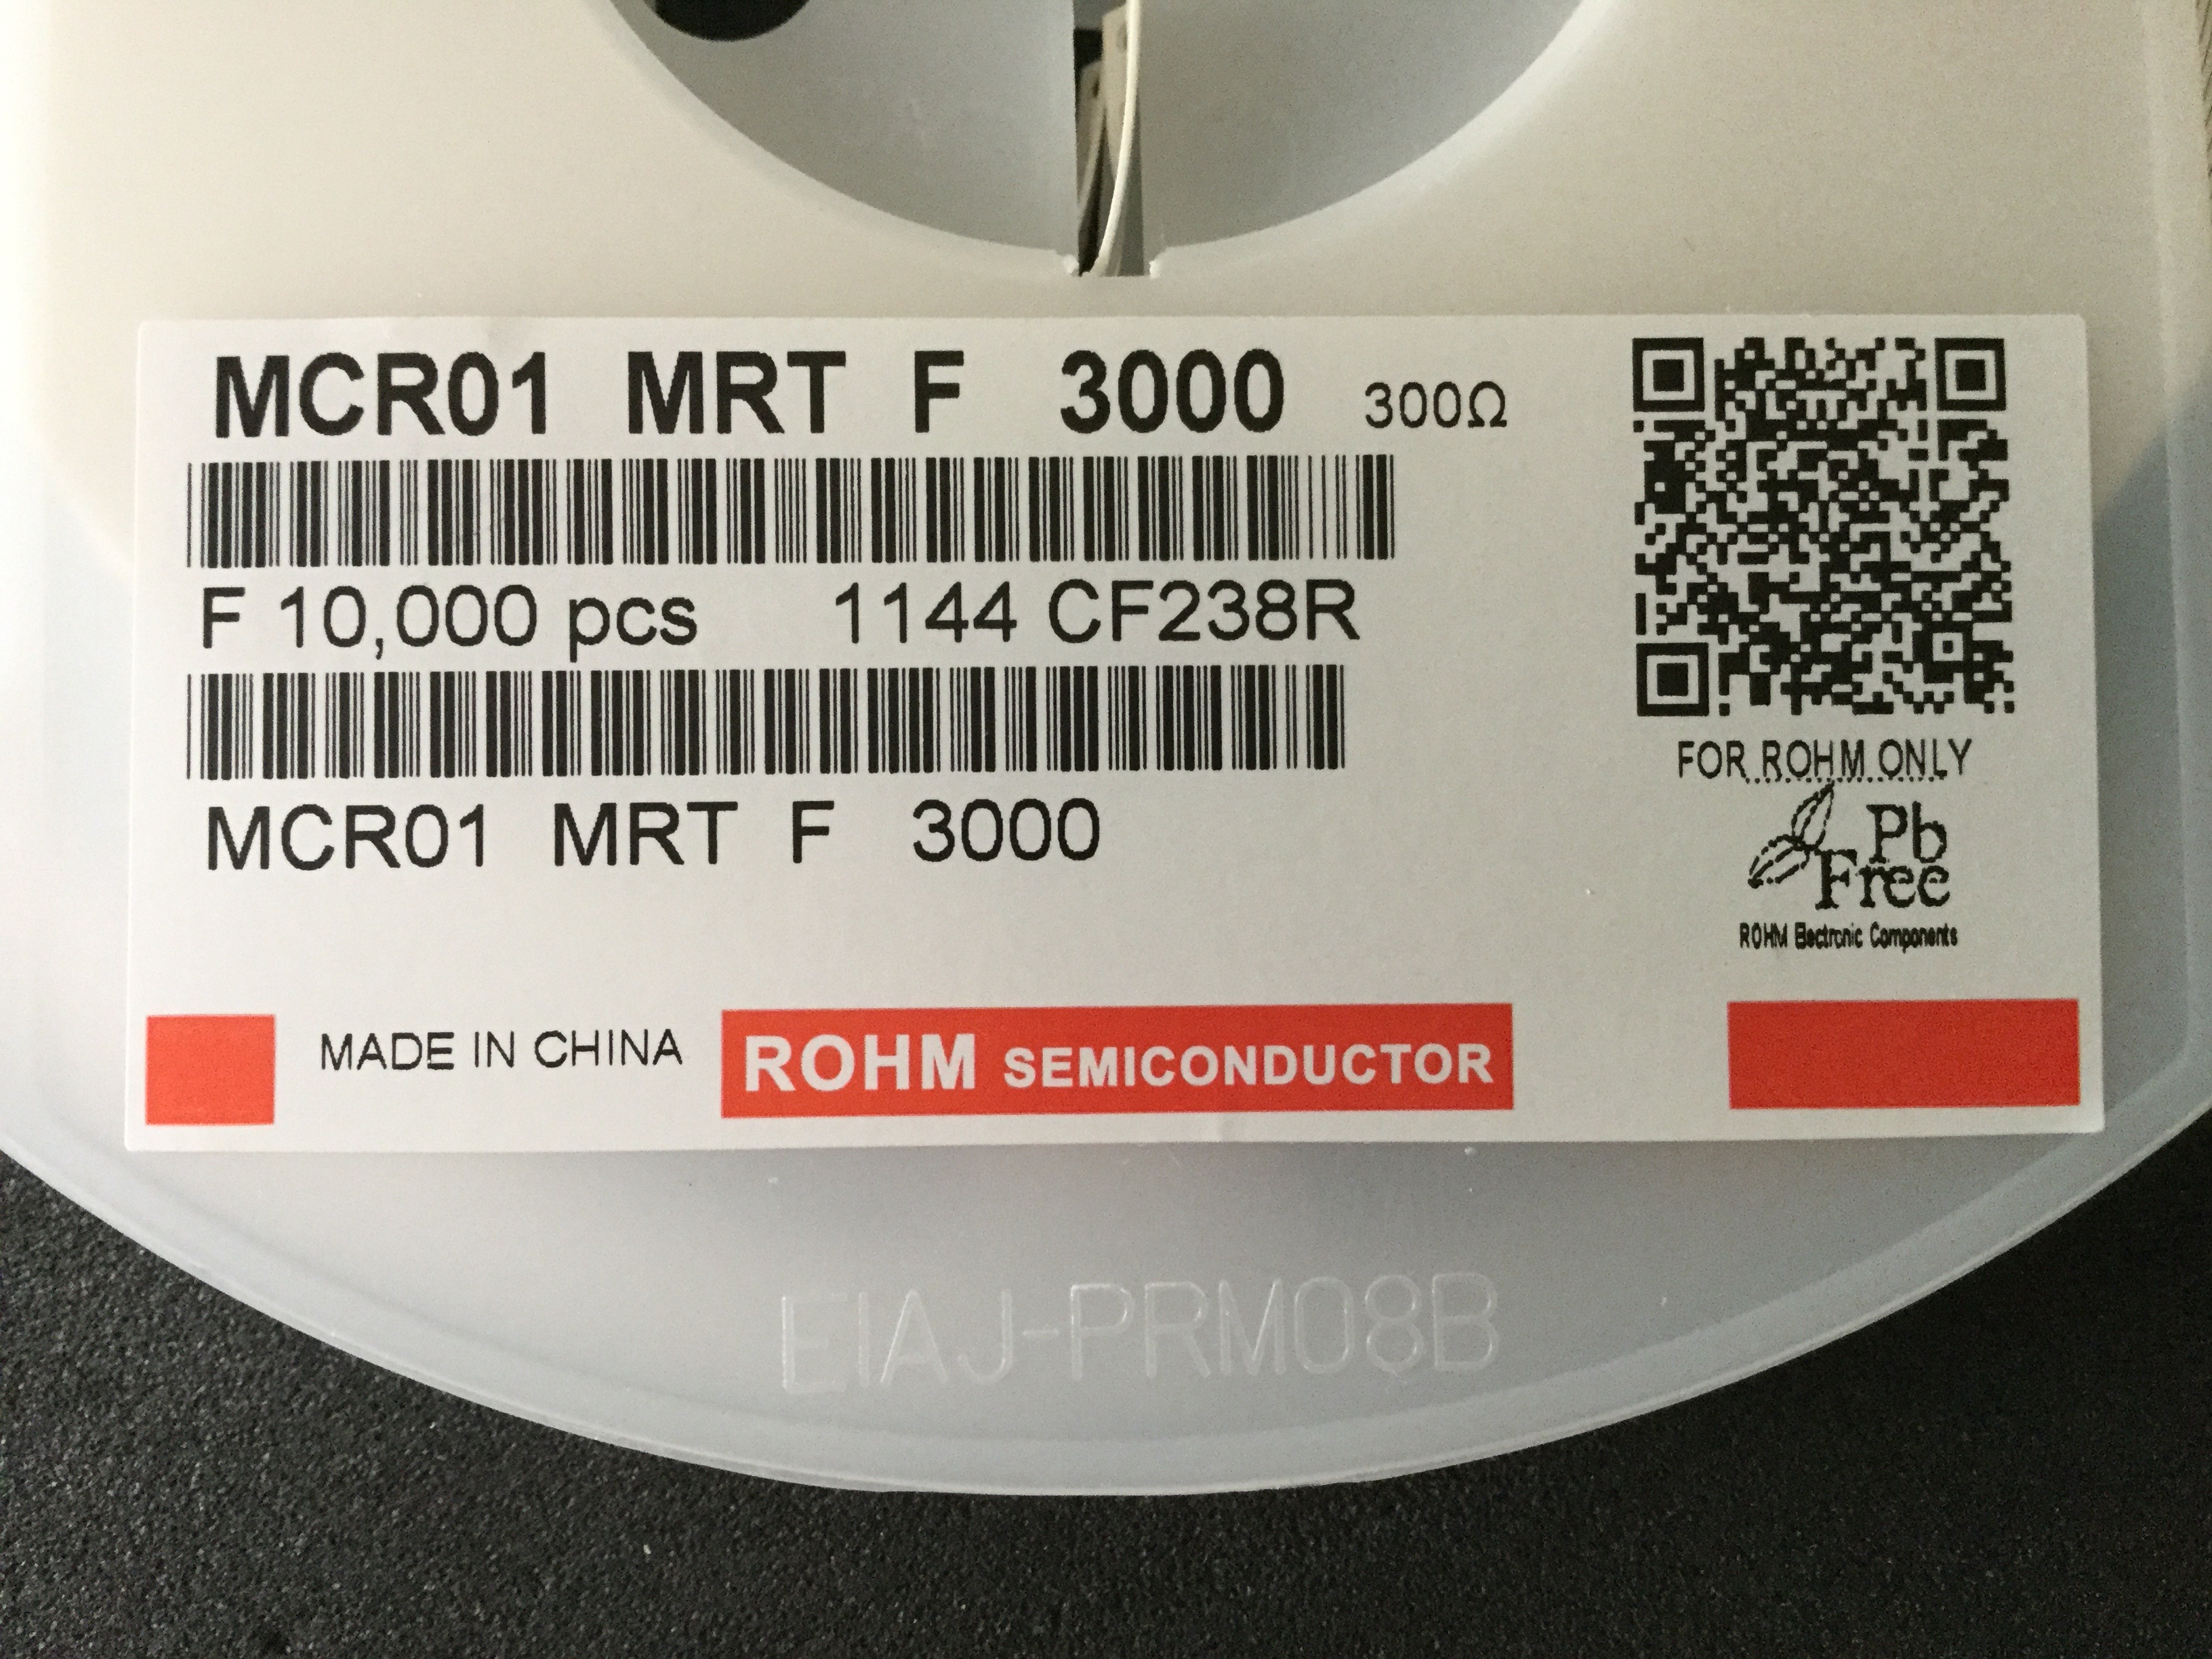 MCR01 MRT F 3000 300Ω
F 10,000 pcs 1144 CF238R
MCR01 MRT F 3000
FOR ROHM ONLY
Pb
Free
ROHM Electronic Components
MADE IN CHINA
ROHM SEMICONDUCTOR
EIAJ-PRM08B